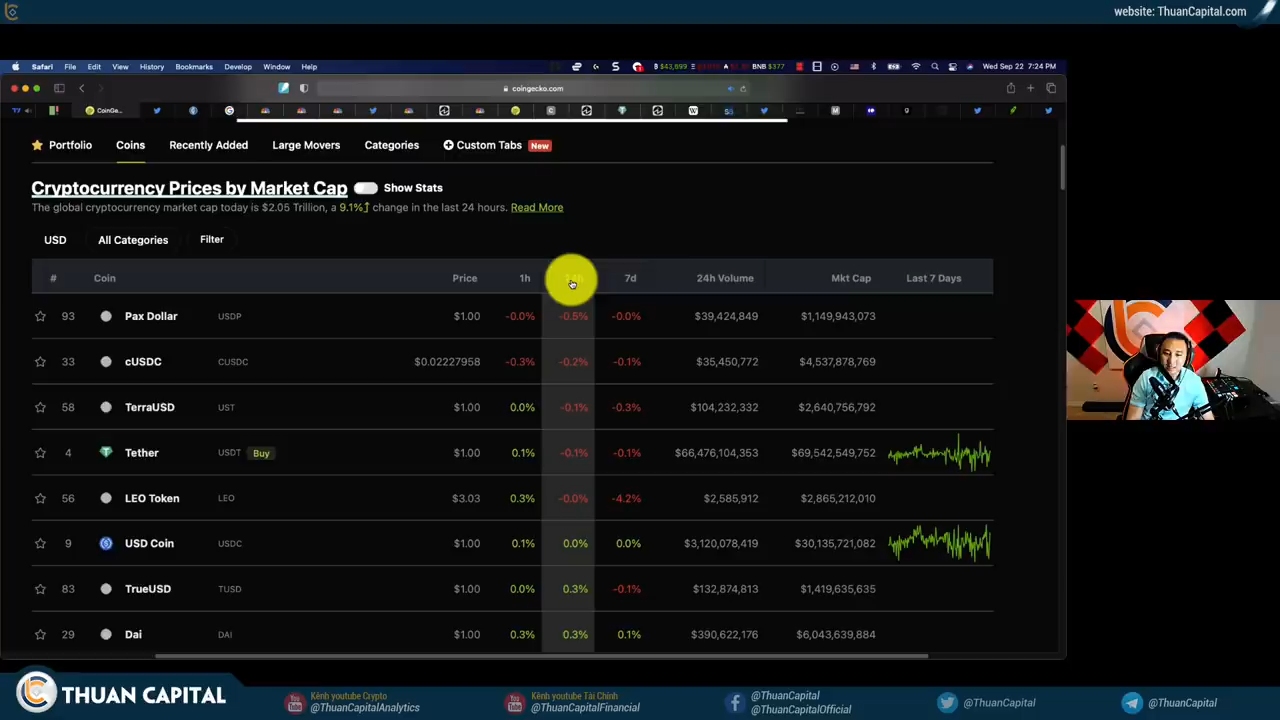 website: ThuanCapital.com
Safari File Edit View History Bookmarks Develop Window Help
$43,699 BNB $377 Wed Sep 22 7:24 PM
coingecko.com
CoinGe...
Portfolio Coins Recently Added Large Movers Categories Custom Tabs New
Cryptocurrency Prices by Market Cap Show Stats
The global cryptocurrency market cap today is $2.05 Trillion, a 9.1% change in the last 24 hours. Read More
USD All Categories Filter
# Coin Price 1h 24h 7d 24h Volume Mkt Cap Last 7 Days
93 Pax Dollar USDP $1.00 -0.0% -0.5% -0.0% $39,424,849 $1,149,943,073
33 cUSDC CUSDC $0.02227958 -0.3% -0.2% -0.1% $35,450,772 $4,537,878,769
58 TerraUSD UST $1.00 0.0% -0.1% -0.3% $104,232,332 $2,640,756,792
4 Tether USDT Buy $1.00 0.1% -0.1% -0.1% $66,476,104,353 $69,542,549,752
56 LEO Token LEO $3.03 0.3% -0.0% -4.2% $2,585,912 $2,865,212,010
9 USD Coin USDC $1.00 0.1% 0.0% 0.0% $3,120,078,419 $30,135,721,082
83 TrueUSD TUSD $1.00 0.0% 0.3% -0.1% $132,874,813 $1,419,635,635
29 Dai DAI $1.00 0.3% 0.3% 0.1% $390,622,176 $6,043,639,884
THUAN CAPITAL
Kênh youtube Crypto
@ThuanCapitalAnalytics
Kênh youtube Tài Chính
@ThuanCapitalFinancial
@ThuanCapital
@ThuanCapitalOfficial
@ThuanCapital
@ThuanCapital